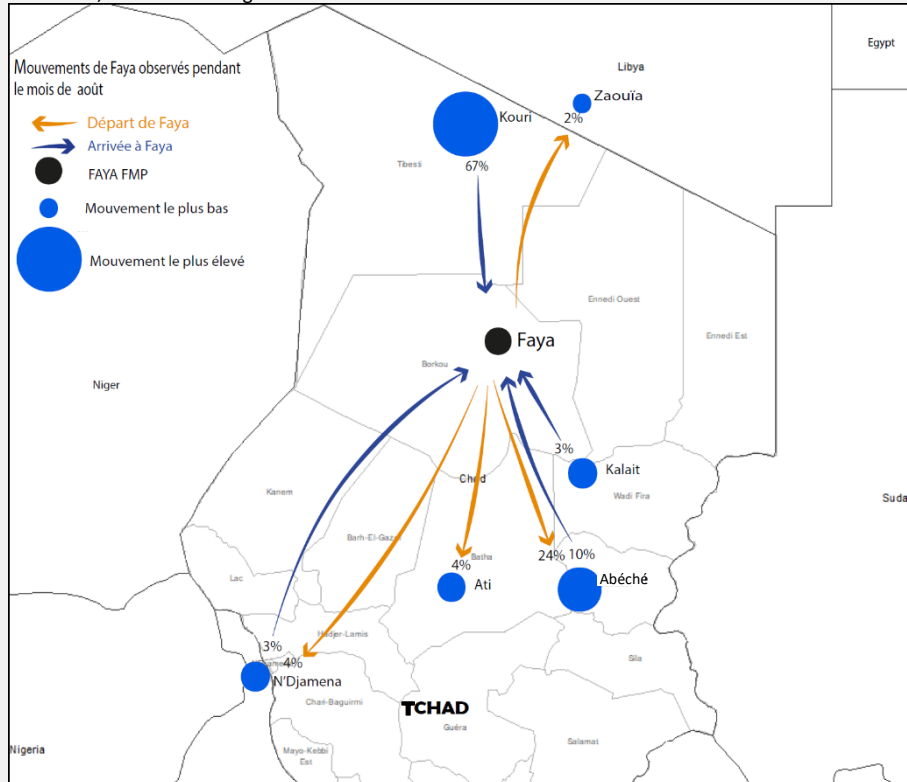 Egypt
Libya
Mouvements de Faya observés pendant
le mois de août
Départ de Faya
Arrivée à Faya
FAYA FMP
Mouvement le plus bas
Mouvement le plus élevé
Kouri
Zaouïa
2%
67%
Tibesti
Ennedi Ouest
Ennedi Est
Faya
Borkou
Niger
3%
Kalait
Chad
Kanem
Wadi Fira
Suda
Barh-El-Gazel
Batha
24%
10%
4%
Lac
Ati
Abéché
Hadjer-Lamis
3%
4%
Sila
N'Djamena
Chari-Baguirmi
TCHAD
Guéra
Nigeria
Salamat
Mayo-Kebbi
Est